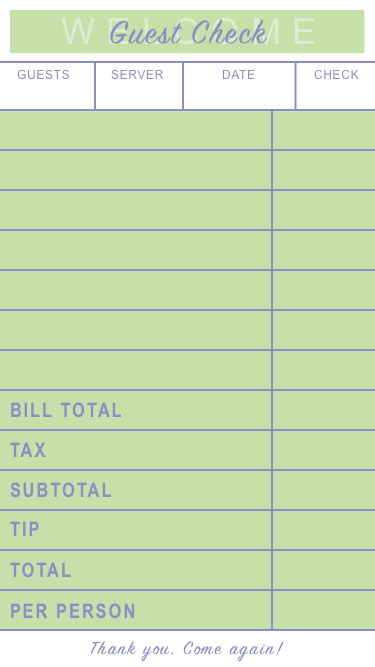 WELCOME
Guest Check
GUESTS SERVER DATE CHECK
BILL TOTAL
TAX
SUBTOTAL
TIP
TOTAL
PER PERSON
Thank you. Come again!